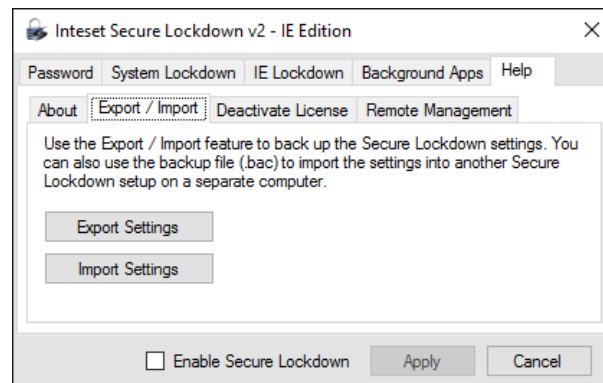 Inteset Secure Lockdown v2 - IE Edition
Password System Lockdown IE Lockdown Background Apps Help
About Export / Import Deactivate License Remote Management
Use the Export / Import feature to back up the Secure Lockdown settings. You
can also use the backup file (.bac) to import the settings into another Secure
Lockdown setup on a separate computer.
Export Settings
Import Settings
Enable Secure Lockdown Apply Cancel